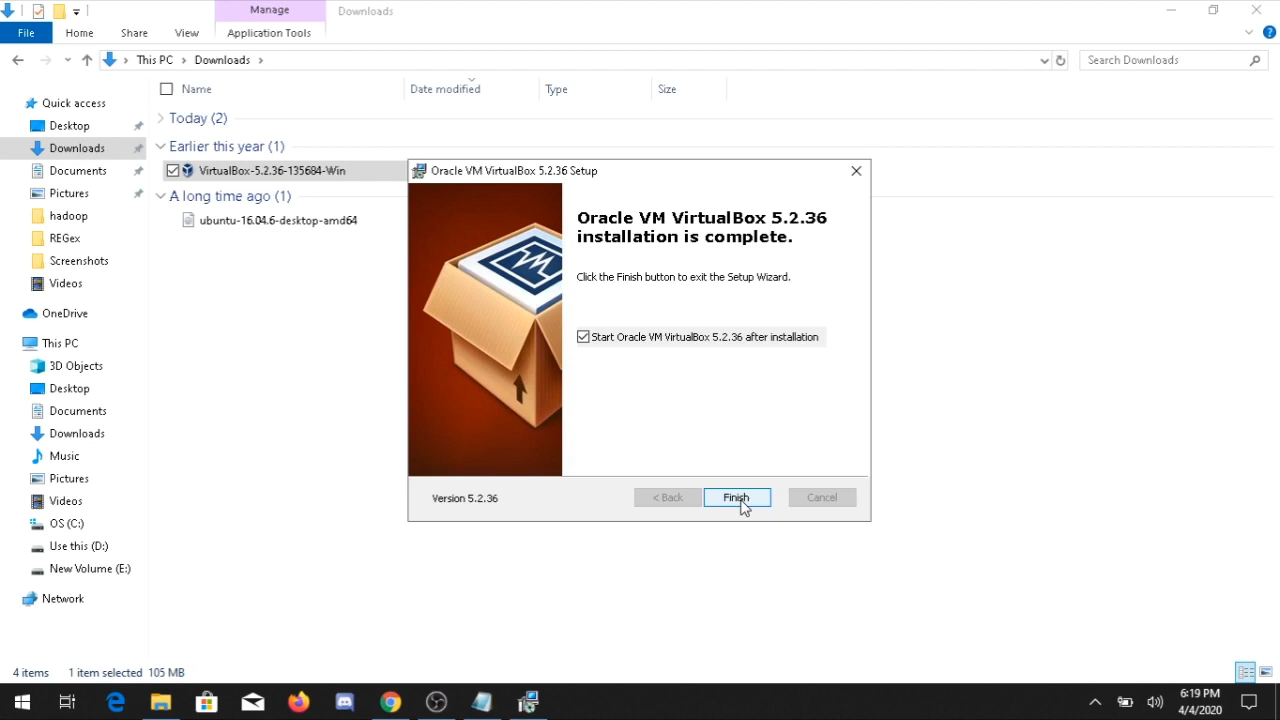 Manage
Downloads
File
Home
Share
View
Application Tools
This PC
Downloads
Search Downloads
Name
Date modified
Type
Size
Quick access
Desktop
Downloads
Documents
Pictures
hadoop
REGex
Screenshots
Videos
OneDrive
This PC
3D Objects
Desktop
Documents
Downloads
Music
Pictures
Videos
OS (C:)
Use this (D:)
New Volume (E:)
Network
Today (2)
Earlier this year (1)
VirtualBox-5.2.36-135684-Win
A long time ago (1)
ubuntu-16.04.6-desktop-amd64
Oracle VM VirtualBox 5.2.36 Setup
Oracle VM VirtualBox 5.2.36
installation is complete.
Click the Finish button to exit the Setup Wizard.
Start Oracle VM VirtualBox 5.2.36 after installation
Version 5.2.36
< Back
Finish
Cancel
4 items
1 item selected 105 MB
6:19 PM
4/4/2020